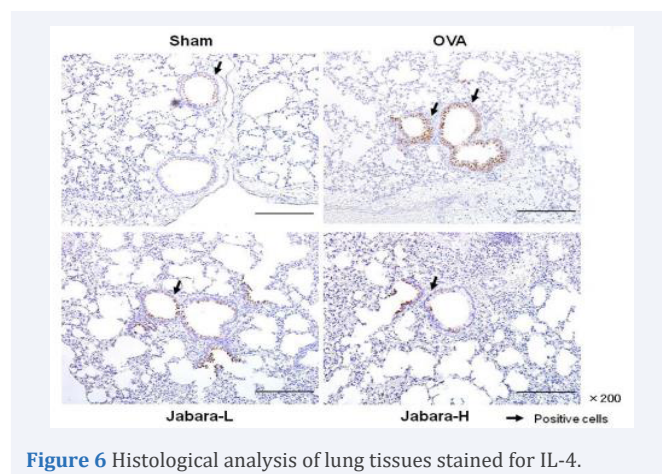 Sham OVA
Jabara-L Jabara-H
× 200
Positive cells
Figure 6 Histological analysis of lung tissues stained for IL-4.